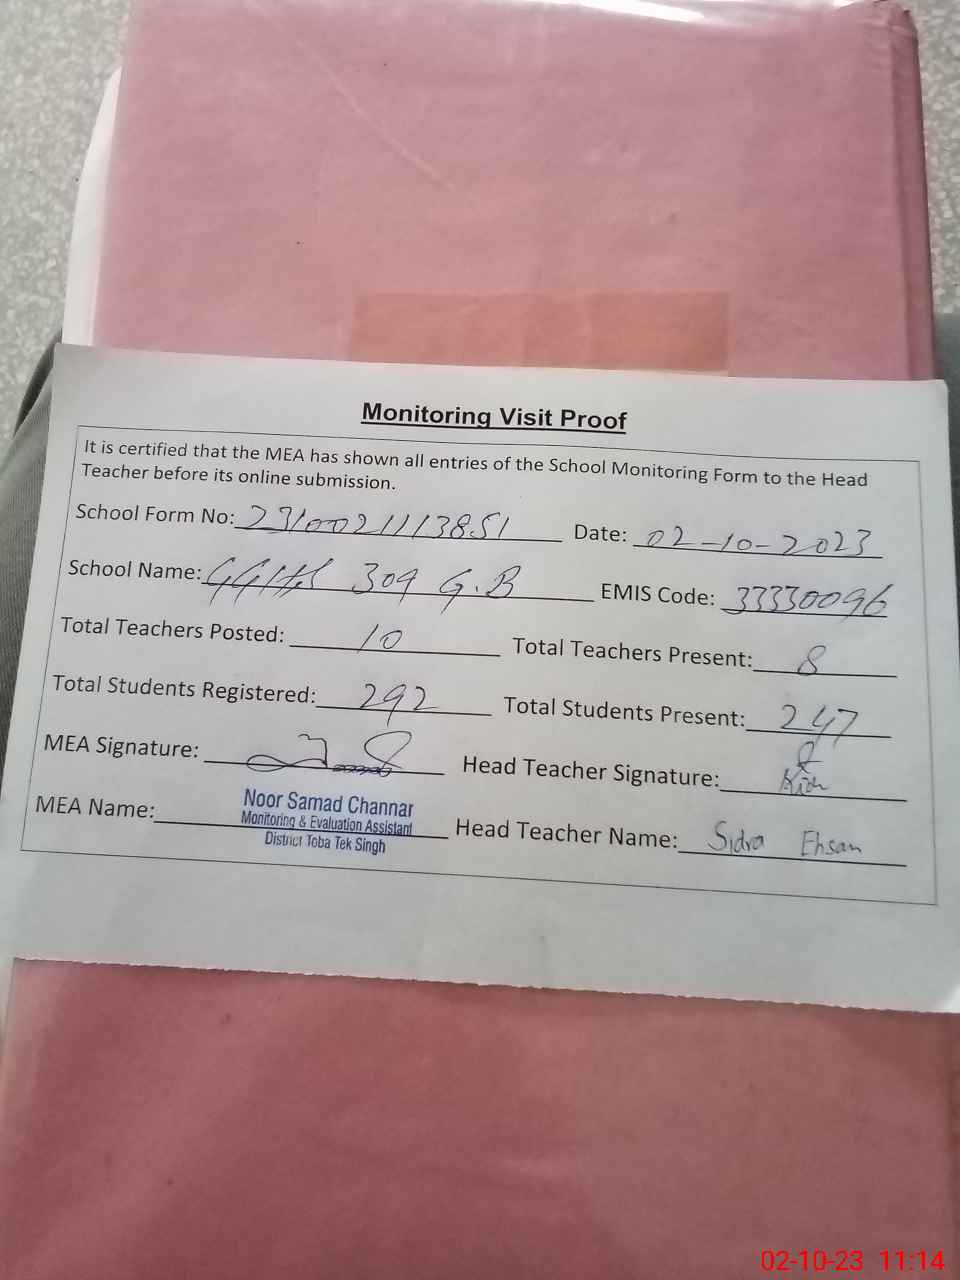 Monitoring Visit Proof
It is certified that the MEA has shown all entries of the School Monitoring Form to the Head
Teacher before its online submission.
School Form No: 2310021113851 Date: 02-10-2023
School Name: GGHS 309 G.B EMIS Code: 33330096
Total Teachers Posted: 10 Total Teachers Present: 8
Total Students Registered: 292 Total Students Present: 247
MEA Signature: Head Teacher Signature:
MEA Name: Noor Samad Channar Head Teacher Name: Sidra Ehsan
Monitoring & Evaluation Assistant
District Toba Tek Singh
02-10-23 11:14